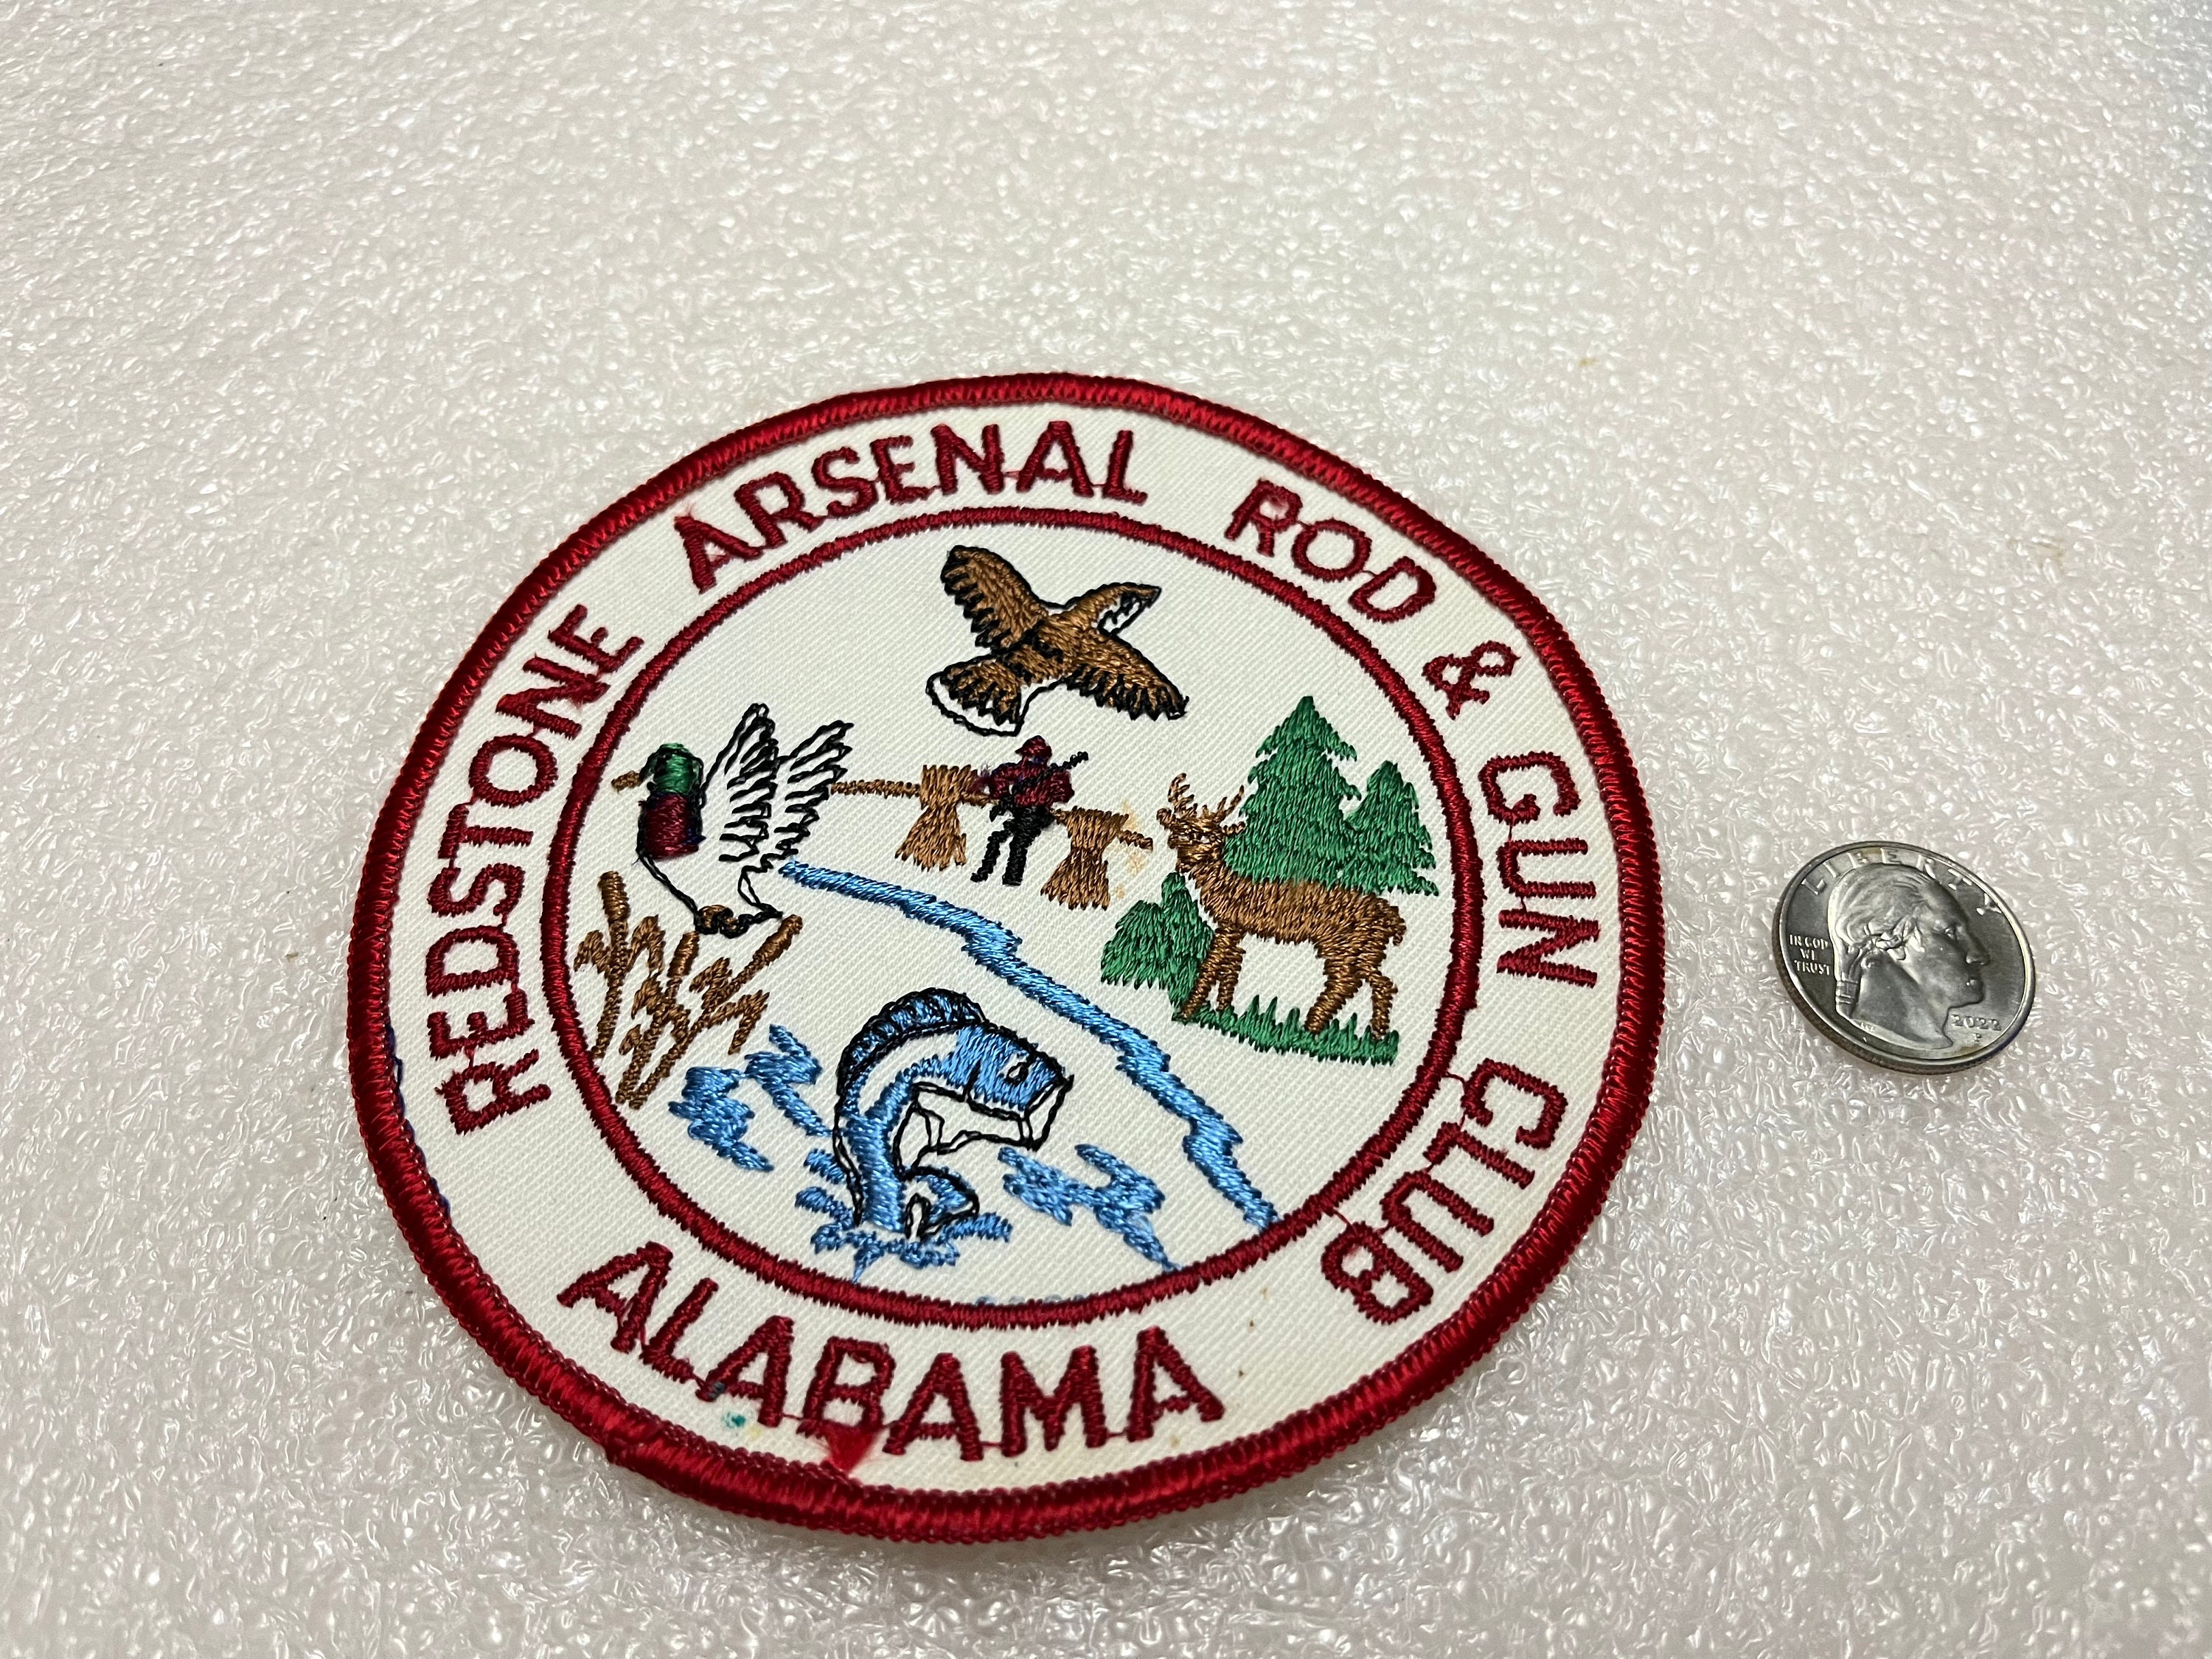 REDSTONE ARSENAL ROD & GUN CLUB
ALABAMA
LIBERTY
IN GOD
WE
TRUST
2022
P